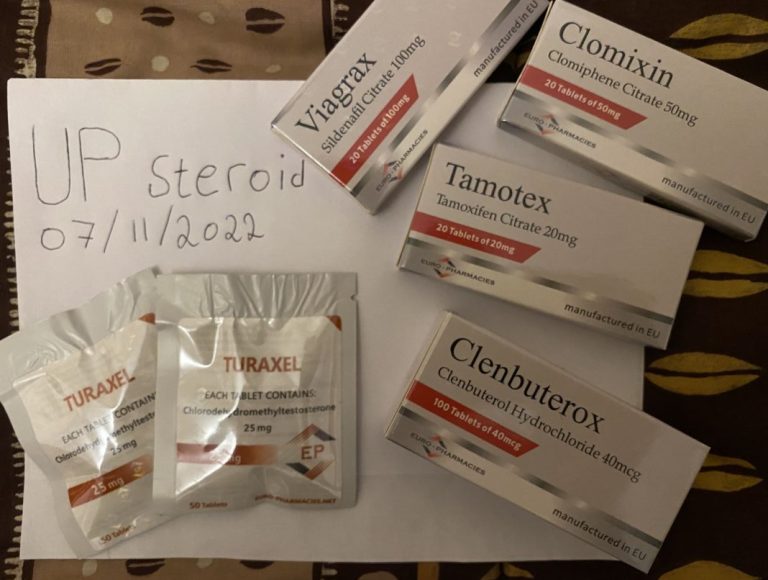 UP steroid
07/11/2022
Viagrax
Sildenafil Citrate 100mg
20 Tablets of 100mg
EURO PHARMACIES
manufactured in EU
Clomixin
Clomiphene Citrate 50mg
20 Tablets of 50mg
EURO PHARMACIES
manufactured in EU
Tamotex
Tamoxifen Citrate 20mg
20 Tablets of 20mg
EURO PHARMACIES
manufactured in EU
Clenbuterox
Clenbuterol Hydrochloride 40mcg
100 Tablets of 40mcg
EURO PHARMACIES
manufactured in EU
TURAXEL
EACH TABLET CONTAIN
Chlorodehydromethyltesto
25 mg
25 mg
50 Tablets
TURAXEL
EACH TABLET CONTAINS:
Chlorodehydromethyltestosterone
25 mg
EP
50 Tablets
EURO-PHARMACIES.NET